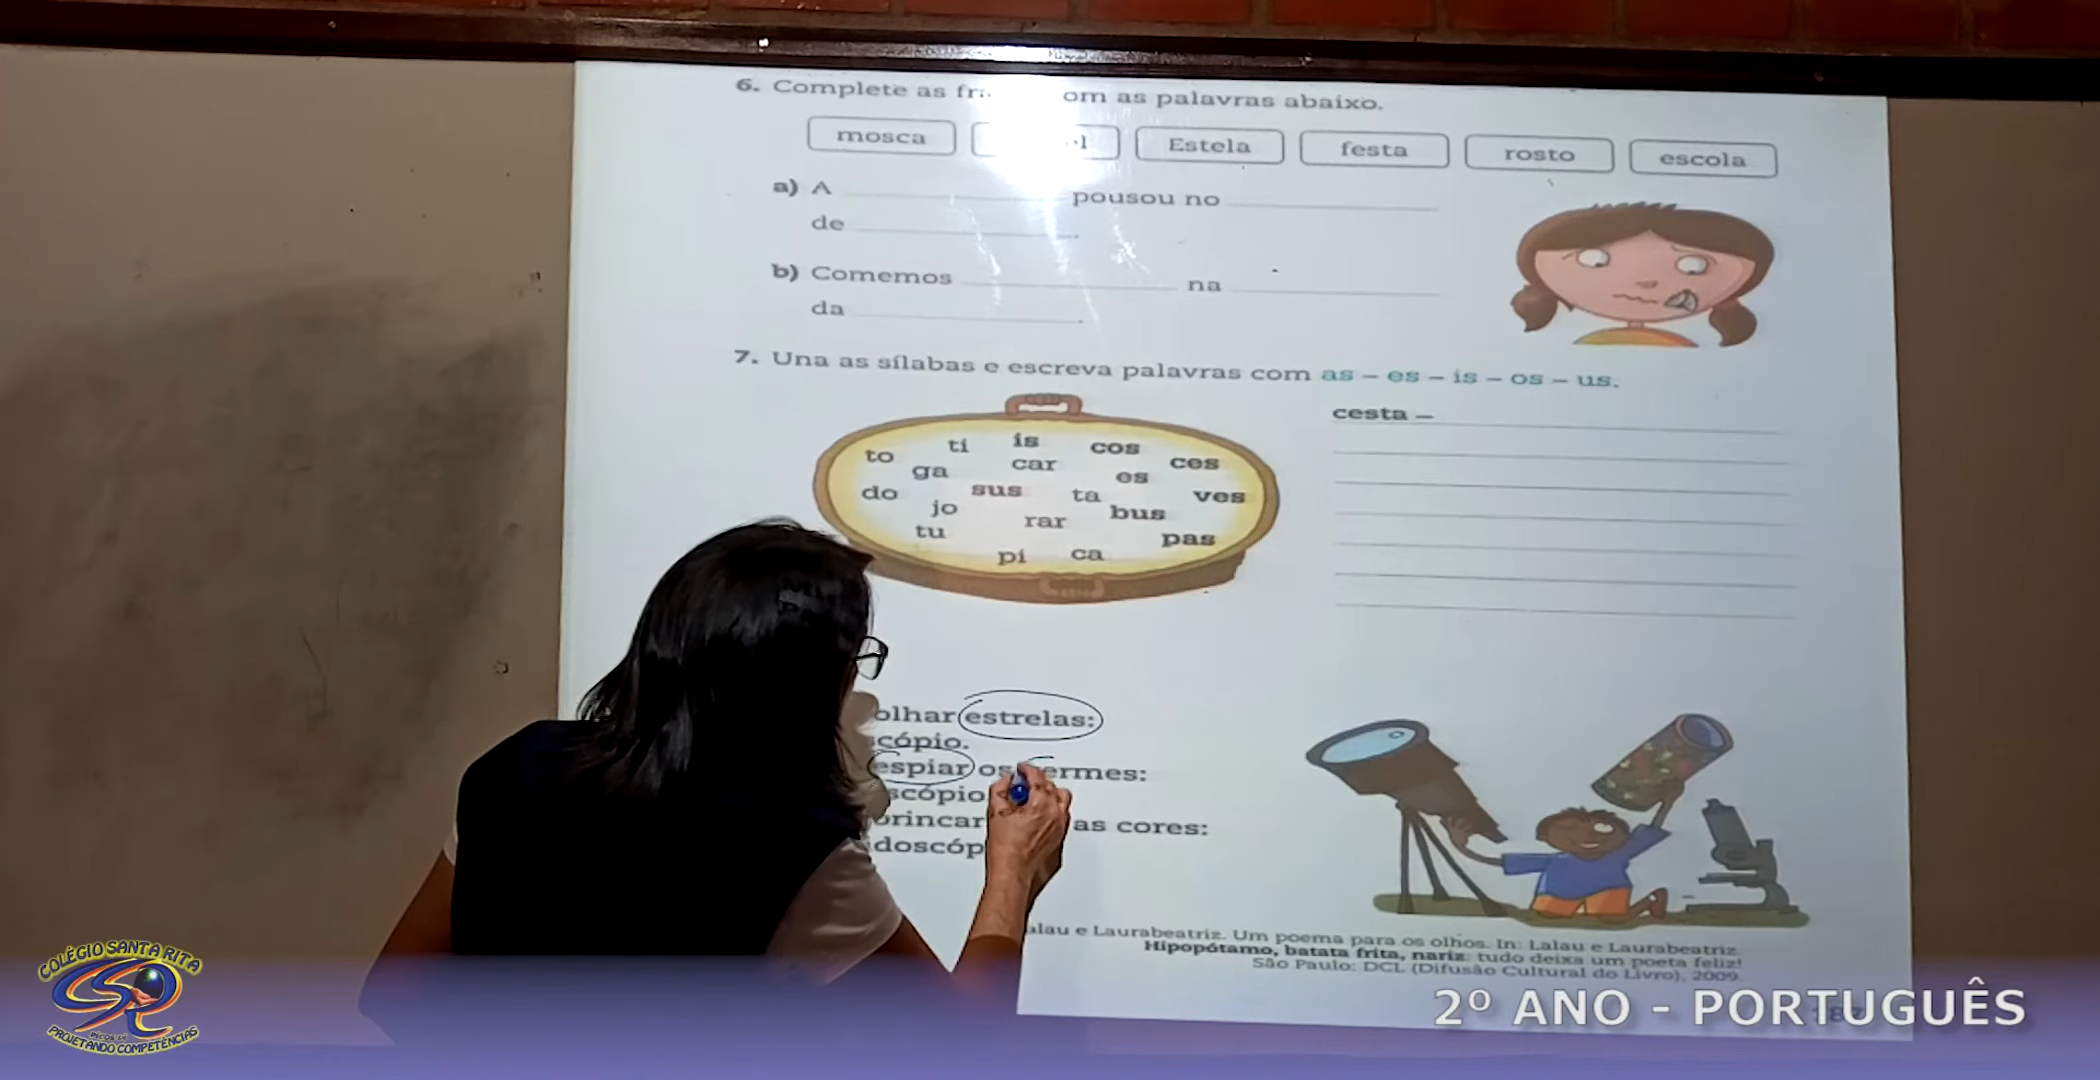 6. Complete as om as palavras abaixo.
mosca Estela festa rosto escola
a) A pousou no
de .
b) Comemos na
da .
7. Una as sílabas e escreva palavras com as – es – is – os – us.
cesta –
ti is cos
to ga car es ces
do sus ta ves
jo rar bus
tu pas
pi ca
olhar estrelas:
scópio.
espiar os ermes:
scópio
brincar as cores:
idoscóp
alau e Laurabeatriz. Um poema para os olhos. In: Lalau e Laurabeatriz.
Hipopótamo, batata frita, nariz: tudo deixa um poeta feliz!
São Paulo: DCL (Difusão Cultural do Livro), 2009.
COLÉGIO SANTA RITA
PROJETANDO COMPETÊNCIAS
2º ANO - PORTUGUÊS